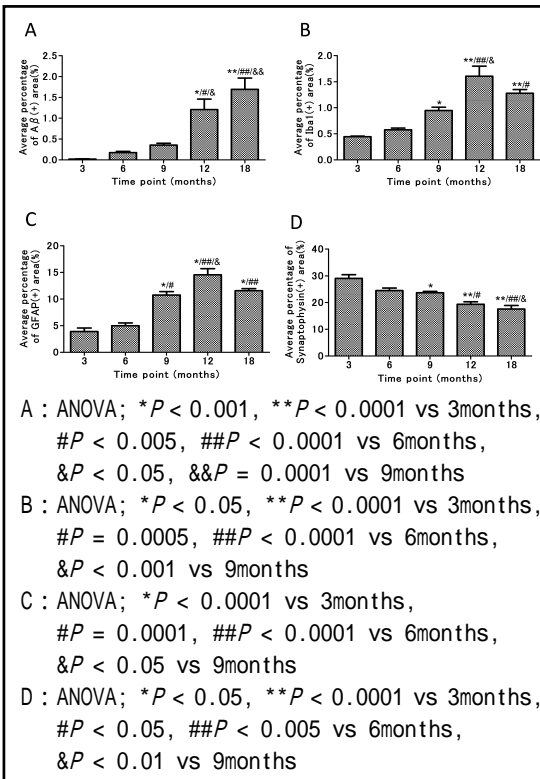 A
Average percentage
of Aβ(+) area(%)
2.5
2.0
1.5
1.0
0.5
0.0
*/#/&
**/##/&&
3 6 9 12 18
Time point (months)
B
Average percentage
of Iba1(+) area(%)
2.0
1.5
1.0
0.5
0.0
*
**/##/&
**/#
3 6 9 12 18
Time point (months)
C
Average percentage
of GFAP(+) area(%)
20
15
10
5
0
*/#
*/##/&
*/##
3 6 9 12 18
Time point (months)
D
Average percentage of
Synaptophysin(+) area(%)
40
30
20
10
0
*
**/#
**/##/&
3 6 9 12 18
Time point (months)
A : ANOVA; *P < 0.001, **P < 0.0001 vs 3months,
#P < 0.005, ##P < 0.0001 vs 6months,
&P < 0.05, &&P = 0.0001 vs 9months
B : ANOVA; *P < 0.05, **P < 0.0001 vs 3months,
#P = 0.0005, ##P < 0.0001 vs 6months,
&P < 0.001 vs 9months
C : ANOVA; *P < 0.0001 vs 3months,
#P = 0.0001, ##P < 0.0001 vs 6months,
&P < 0.05 vs 9months
D : ANOVA; *P < 0.05, **P < 0.0001 vs 3months,
#P < 0.05, ##P < 0.005 vs 6months,
&P < 0.01 vs 9months